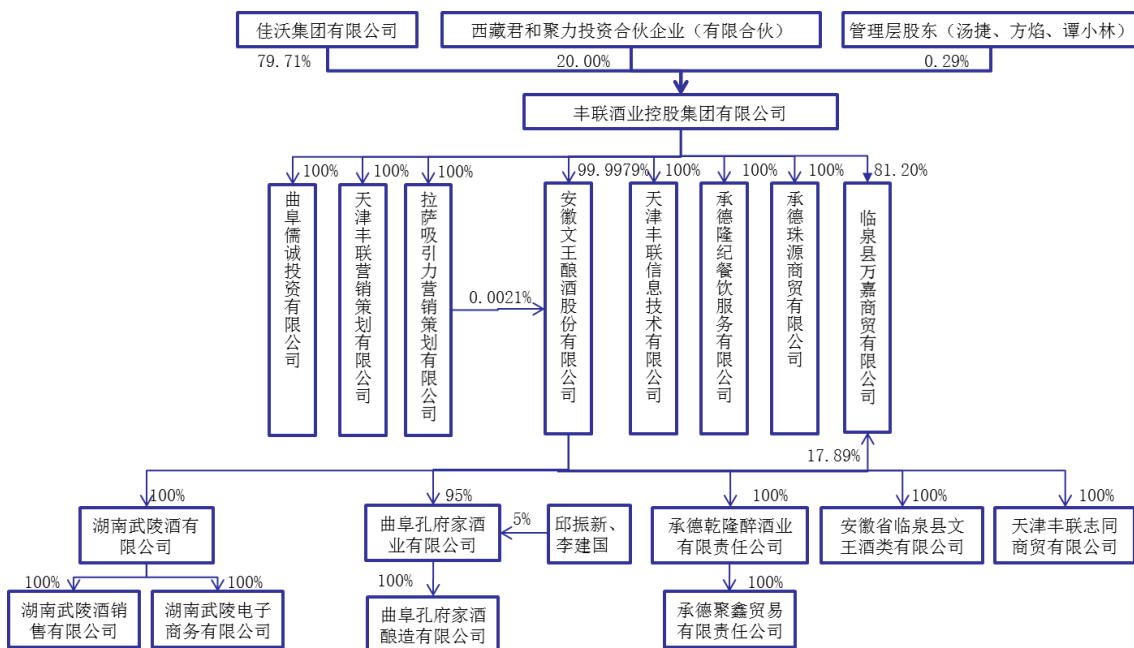 佳沃集团有限公司
西藏君和聚力投资合伙企业（有限合伙）
管理层股东（汤捷、方焰、谭小林）
79.71%
20.00%
0.29%
丰联酒业控股集团有限公司
100%
100%
100%
99.9979%
100%
100%
100%
81.20%
曲阜儒诚投资有限公司
天津丰联营销策划有限公司
拉萨吸引力营销策划有限公司
0.0021%
安徽文王酿酒股份有限公司
天津丰联信息技术有限公司
承德隆纪餐饮服务有限公司
承德珠源商贸有限公司
临泉县万嘉商贸有限公司
17.89%
100%
95%
100%
100%
100%
湖南武陵酒有
限公司
曲阜孔府家酒
业有限公司
5%
邱振新、
李建国
承德乾隆醉酒业
有限责任公司
安徽省临泉县文
王酒类有限公司
天津丰联志同
商贸有限公司
100%
100%
100%
100%
湖南武陵酒销
售有限公司
湖南武陵电子
商务有限公司
曲阜孔府家酒
酿造有限公司
承德聚鑫贸易
有限责任公司